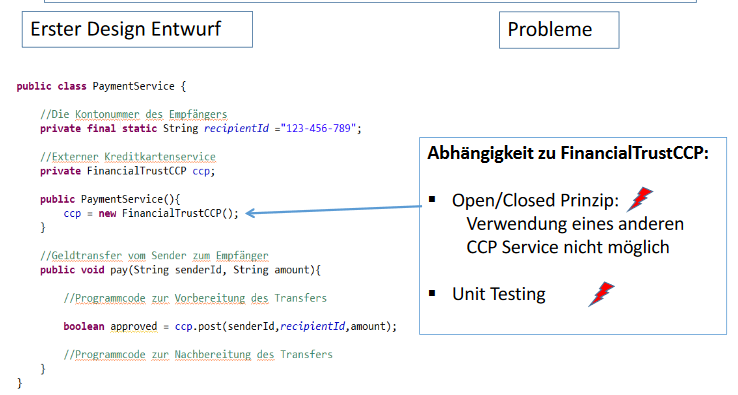 Erster Design Entwurf
Probleme
public class PaymentService {
//Die Kontonummer des Empfängers
private final static String recipientId ="123-456-789";
//Externer Kreditkartenservice
private FinancialTrustCCP ccp;
public PaymentService(){
ccp = new FinancialTrustCCP();
}
//Geldtransfer vom Sender zum Empfänger
public void pay(String senderId, String amount){
//Programmcode zur Vorbereitung des Transfers
boolean approved = ccp.post(senderId,recipientId,amount);
//Programmcode zur Nachbereitung des Transfers
}
}
Abhängigkeit zu FinancialTrustCCP:
▪ Open/Closed Prinzip:
Verwendung eines anderen
CCP Service nicht möglich
▪ Unit Testing